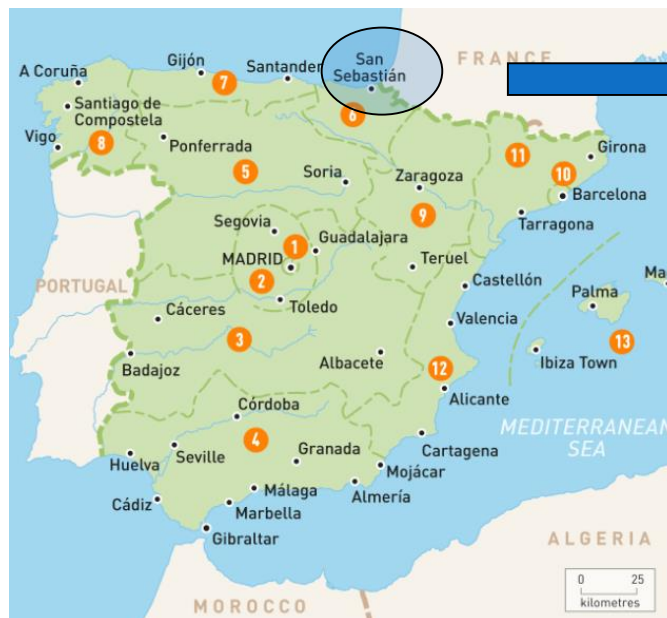 FRANCE
San
Sebastián
Gijón
Santander
A Coruña
7
Santiago de
Compostela
6
Vigo
8
Ponferrada
11
Girona
5
10
Soria
Zaragoza
Barcelona
9
Tarragona
Segovia
1
Guadalajara
MADRID
Teruel
2
Castellón
PORTUGAL
Toledo
Palma
Ma
Cáceres
Valencia
3
13
Badajoz
Albacete
Ibiza Town
12
Alicante
Córdoba
MEDITERRANEAN
SEA
4
Cartagena
Seville
Granada
Huelva
Mojácar
Málaga
Almería
Cádiz
Marbella
Gibraltar
ALGERIA
0 25
kilometres
MOROCCO